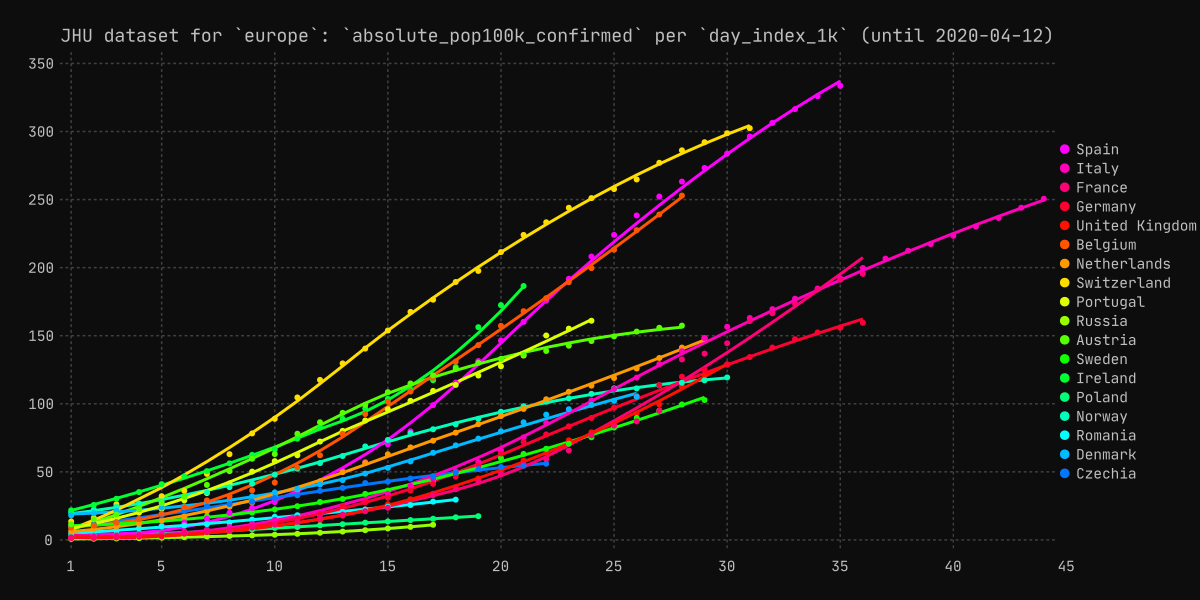 JHU dataset for `europe`: `absolute_pop100k_confirmed` per `day_index_1k` (until 2020-04-12)
350
300
250
200
150
100
50
0
1 5 10 15 20 25 30 35 40 45
Spain
Italy
France
Germany
United Kingdom
Belgium
Netherlands
Switzerland
Portugal
Russia
Austria
Sweden
Ireland
Poland
Norway
Romania
Denmark
Czechia